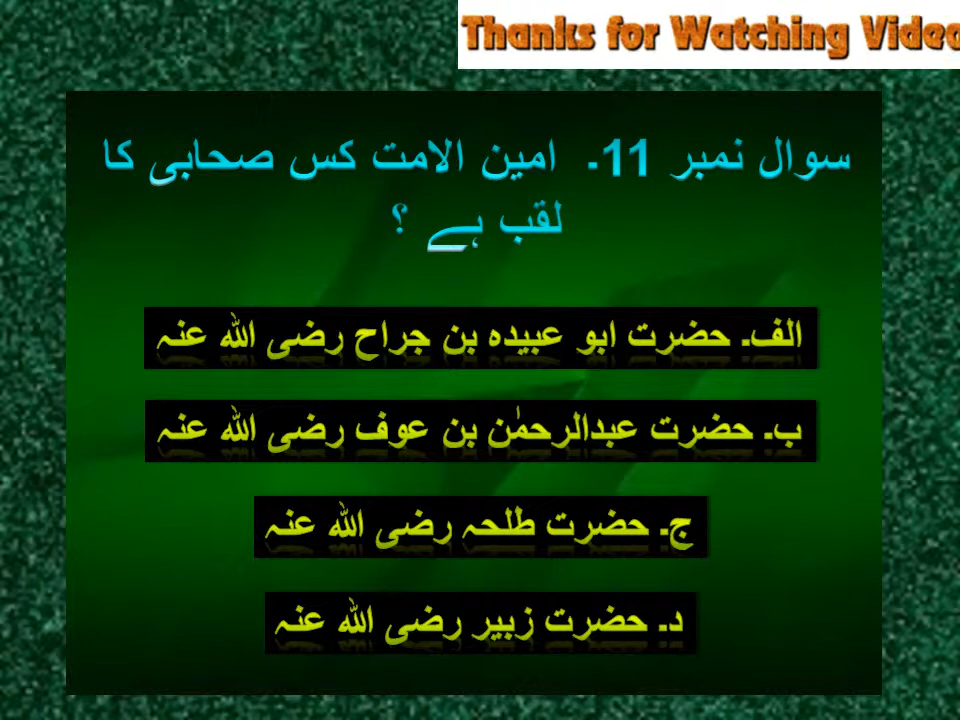 Thanks for Watching Video
سوال نمبر 11۔ امین الامت کس صحابی کا
لقب ہے ؟
الف۔ حضرت ابو عبیدہ بن جراح رضی اللہ عنہ
ب۔ حضرت عبدالرحمٰن بن عوف رضی اللہ عنہ
ج۔ حضرت طلحہ رضی اللہ عنہ
د۔ حضرت زبیر رضی اللہ عنہ